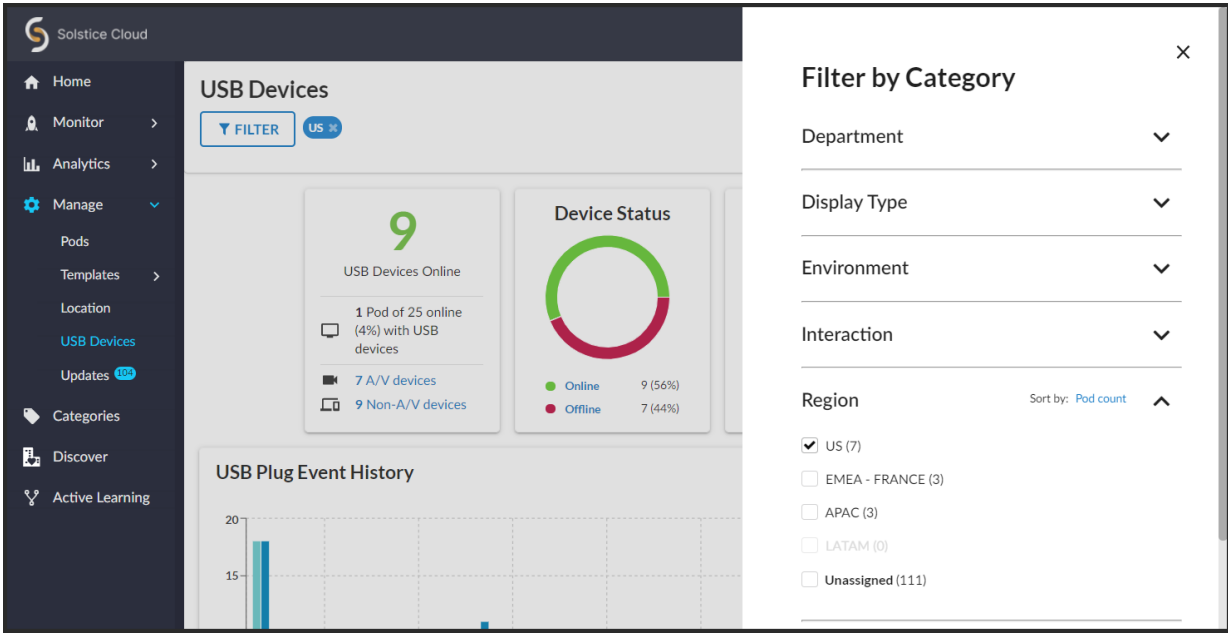 Solstice Cloud
Home
Monitor
Analytics
Manage
Pods
Templates
Location
USB Devices
Updates 104
Categories
Discover
Active Learning
USB Devices
FILTER
US
9
USB Devices Online
1 Pod of 25 online
(4%) with USB
devices
7 A/V devices
9 Non-A/V devices
Device Status
Online 9 (56%)
Offline 7 (44%)
USB Plug Event History
20
15
Filter by Category
Department
Display Type
Environment
Interaction
Region Sort by: Pod count
US (7)
EMEA - FRANCE (3)
APAC (3)
LATAM (0)
Unassigned (111)